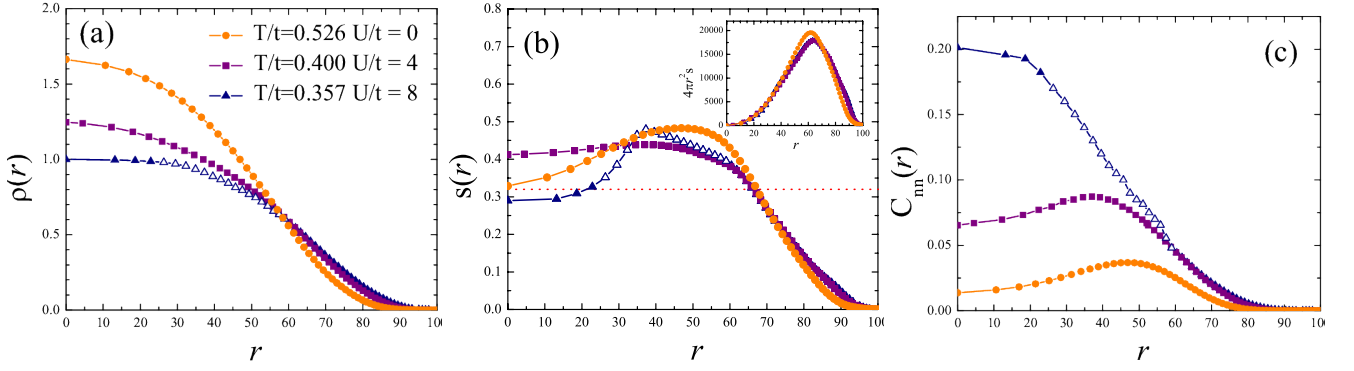 (a)
T/t=0.526 U/t = 0
T/t=0.400 U/t = 4
T/t=0.357 U/t = 8
2.0
1.5
1.0
0.5
0.0
ρ(r)
0 10 20 30 40 50 60 70 80 90 100
r
(b)
0.8
0.7
0.6
0.5
0.4
0.3
0.2
0.1
0.0
s(r)
0 10 20 30 40 50 60 70 80 90 100
r
20000
15000
10000
5000
0
4πr²s
0 20 40 60 80 100
r
(c)
0.20
0.15
0.10
0.05
0.00
Cnn(r)
0 10 20 30 40 50 60 70 80 90 100
r